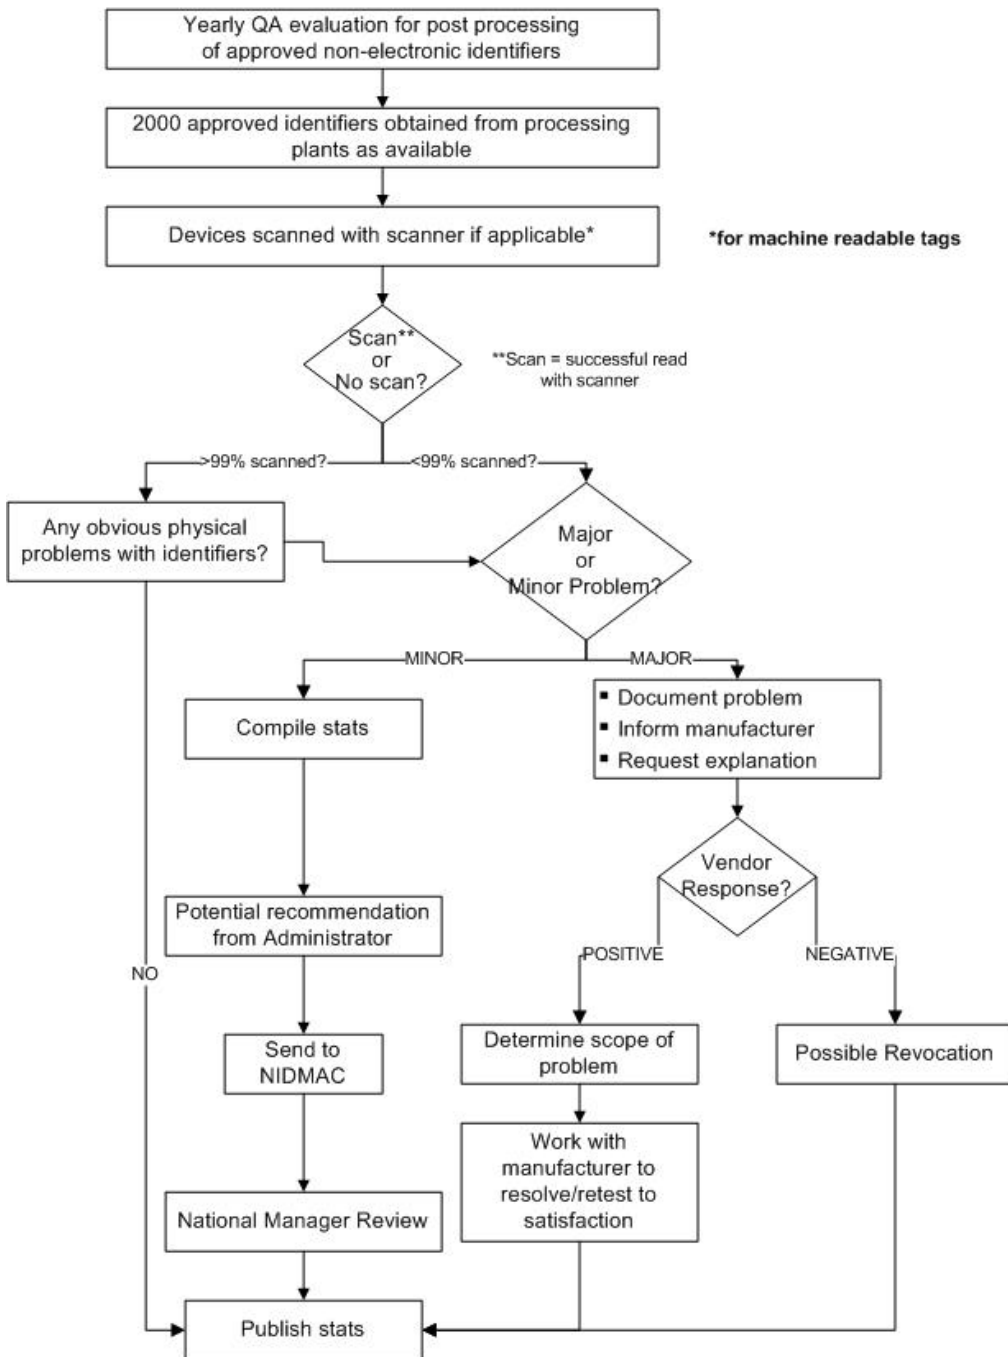 Yearly QA evaluation for post processing
of approved non-electronic identifiers
2000 approved identifiers obtained from processing
plants as available
Devices scanned with scanner if applicable*
*for machine readable tags
Scan**
or
No scan?
**Scan = successful read
with scanner
>99% scanned?
<99% scanned?
Any obvious physical
problems with identifiers?
Major
or
Minor Problem?
MINOR
MAJOR
Compile stats
▪ Document problem
▪ Inform manufacturer
▪ Request explanation
Vendor
Response?
Potential recommendation
from Administrator
NO
POSITIVE
NEGATIVE
Send to
NIDMAC
Determine scope of
problem
Possible Revocation
Work with
manufacturer to
resolve/retest to
satisfaction
National Manager Review
Publish stats